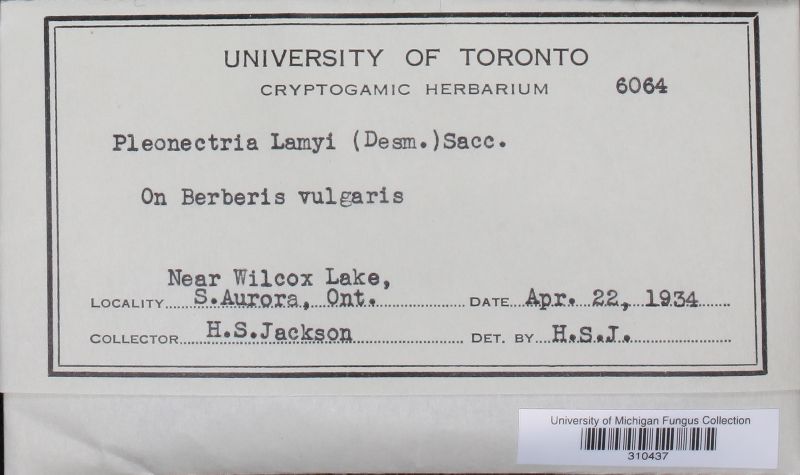 UNIVERSITY OF TORONTO
CRYPTOGAMIC HERBARIUM 6064
Pleonectria Lamyi (Desm.)Sacc.
On Berberis vulgaris
Near Wilcox Lake,
LOCALITY S.Aurora, Ont. DATE Apr. 22, 1934
COLLECTOR H.S.Jackson DET. BY H.S.J.
University of Michigan Fungus Collection
310437